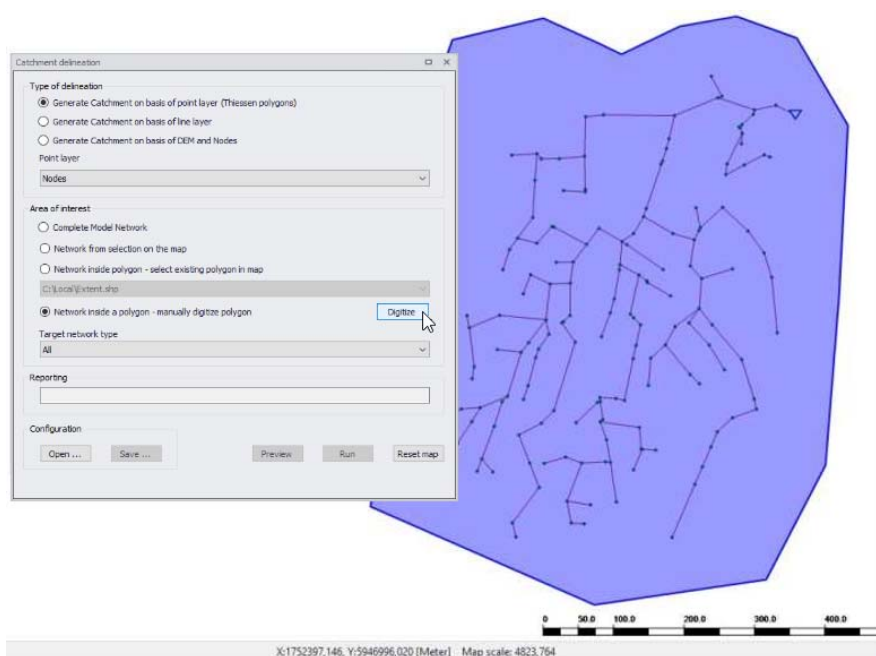 Catchment delineation
Type of delineation
Generate Catchment on basis of point layer (Thiessen polygons)
Generate Catchment on basis of line layer
Generate Catchment on basis of DEM and Nodes
Point layer
Nodes
Area of interest
Complete Model Network
Network from selection on the map
Network inside polygon - select existing polygon in map
C:\Local\Extent.shp
Network inside a polygon - manually digitize polygon Digitize
Target network type
All
Reporting
Configuration
Open ... Save ... Preview Run Reset map
0 50.0 100.0 200.0 300.0 400.0
X:1752397,146, Y:5946996,020 [Meter] Map scale: 4823,764